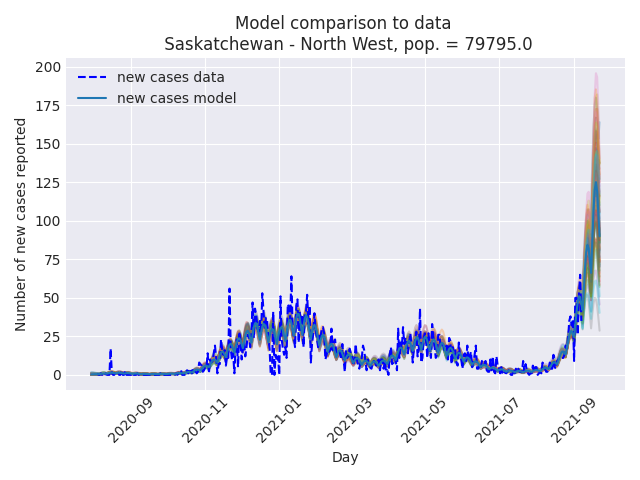 Model comparison to data
Saskatchewan - North West, pop. = 79795.0
new cases data
new cases model
Number of new cases reported
200
175
150
125
100
75
50
25
0
2020-09
2020-11
2021-01
2021-03
2021-05
2021-07
2021-09
Day